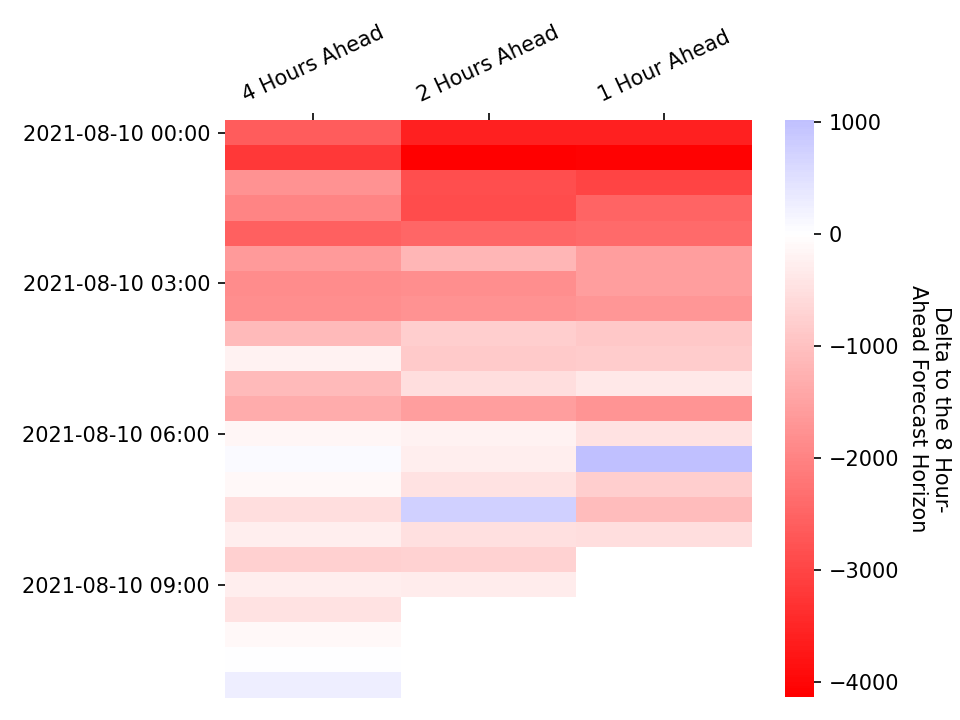 4 Hours Ahead
2 Hours Ahead
1 Hour Ahead
2021-08-10 00:00
2021-08-10 03:00
2021-08-10 06:00
2021-08-10 09:00
1000
0
−1000
−2000
−3000
−4000
Delta to the 8 Hour-
Ahead Forecast Horizon